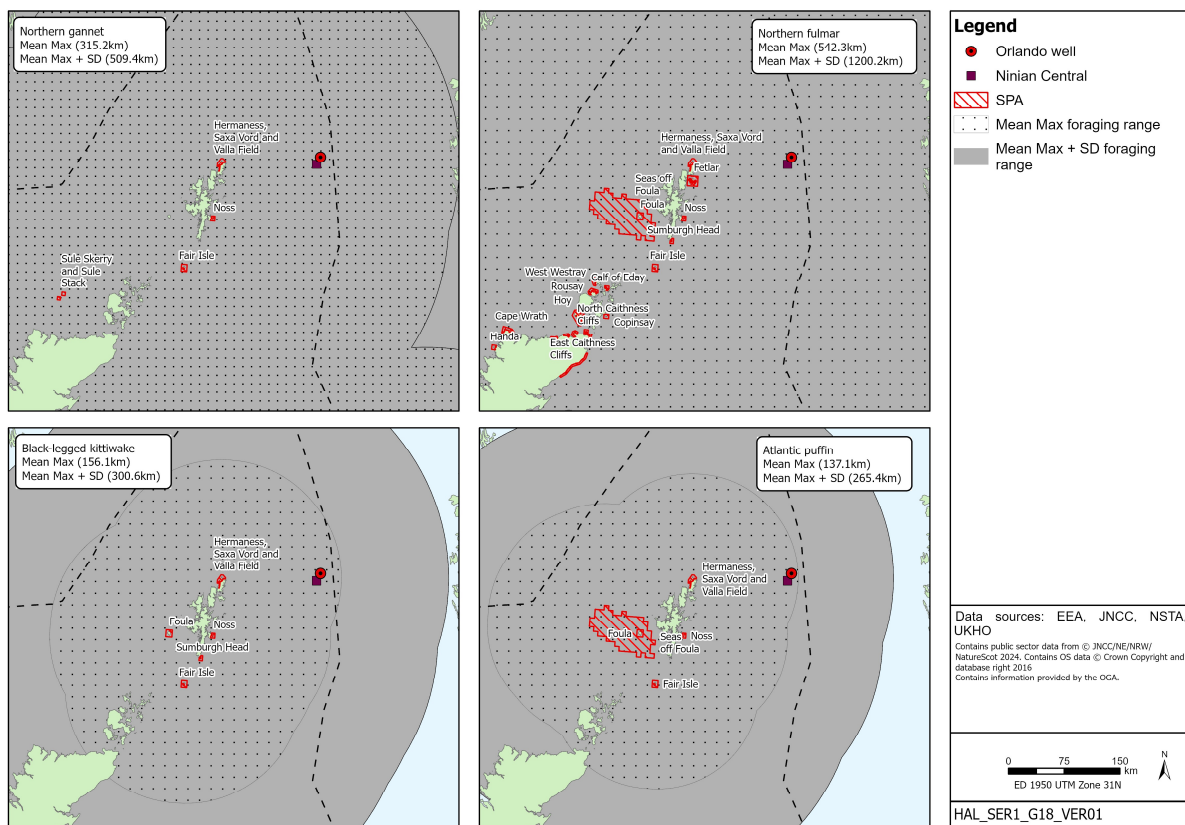 Northern gannet
Mean Max (315.2km)
Mean Max + SD (509.4km)
Hermaness,
Saxa Vord and
Valla Field
Noss
Fair Isle
Sule Skerry
and Sule
Stack
Northern fulmar
Mean Max (542.3km)
Mean Max + SD (1200.2km)
Hermaness, Saxa Vord
and Valla Field
Fetlar
Seas off
Foula
Foula
Noss
Sumburgh Head
Fair Isle
West Westray
Calf of Eday
Rousay
Hoy
North Caithness
Cliffs
Copinsay
Cape Wrath
Handa
East Caithness
Cliffs
Black-legged kittiwake
Mean Max (156.1km)
Mean Max + SD (300.6km)
Hermaness,
Saxa Vord and
Valla Field
Foula
Noss
Sumburgh Head
Fair Isle
Atlantic puffin
Mean Max (137.1km)
Mean Max + SD (265.4km)
Hermaness,
Saxa Vord and
Valla Field
Foula
Seas
off Foula
Noss
Fair Isle
Legend
Orlando well
Ninian Central
SPA
Mean Max foraging range
Mean Max + SD foraging
range
Data sources: EEA, JNCC, NSTA,
UKHO
Contains public sector data from © JNCC/NE/NRW/
NatureScot 2024. Contains OS data © Crown Copyright and
database right 2016
Contains information provided by the OGA.
0 75 150
km
N
ED 1950 UTM Zone 31N
HAL_SER1_G18_VER01